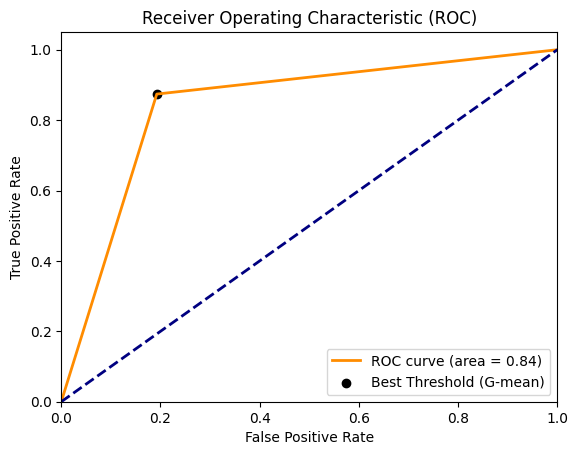 Receiver Operating Characteristic (ROC)
1.0
0.8
0.6
0.4
0.2
0.0
True Positive Rate
ROC curve (area = 0.84)
Best Threshold (G-mean)
0.0 0.2 0.4 0.6 0.8 1.0
False Positive Rate